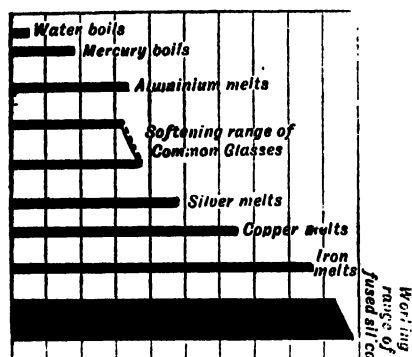 Water boils
Mercury boils
Aluminium melts
Softening range of
Common Glasses
Silver melts
Copper melts
Iron
melts
Working
range of
fused silica